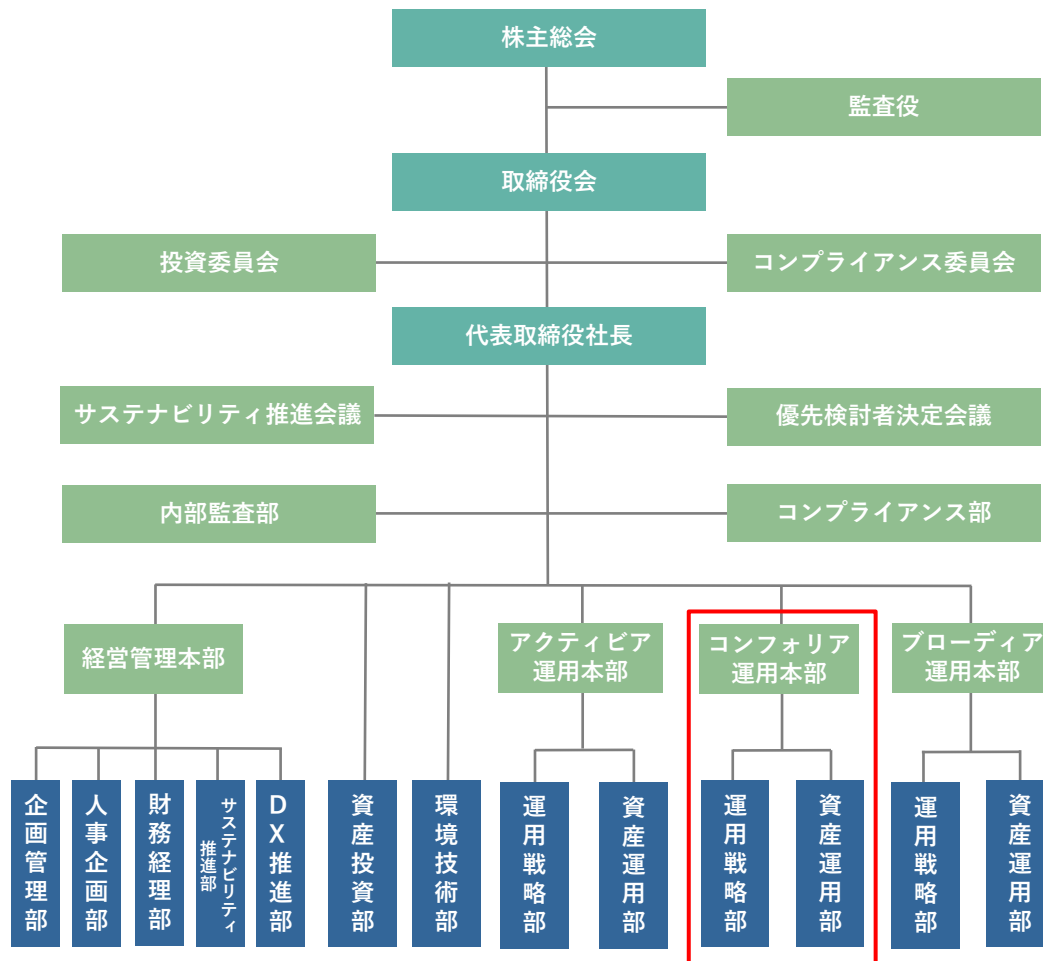 株主総会
監査役
取締役会
投資委員会
コンプライアンス委員会
代表取締役社長
サステナビリティ推進会議
優先検討者決定会議
内部監査部
コンプライアンス部
経営管理本部
アクティビア
運用本部
コンフォリア
運用本部
ブローディア
運用本部
企画管理部
人事企画部
財務経理部
サステナビリティ
推進部
DX推進部
資産投資部
環境技術部
運用戦略部
資産運用部
運用戦略部
資産運用部
運用戦略部
資産運用部